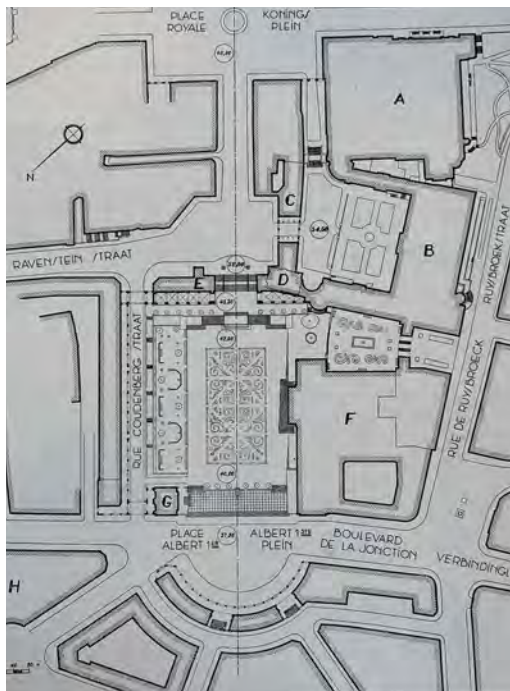 PLACE
ROYALE
KONINGS
PLEIN
A
N.
C
B
RAVENSTEIN STRAAT
E
D
RUE COUDENBERG STRAAT
RUYSBROEK STRAAT
RUE DE RUYSBROECK
F
G
PLACE
ALBERT 1ER
ALBERT 1STE
PLEIN
BOULEVARD
DE LA JONCTION
VERBINDING
H